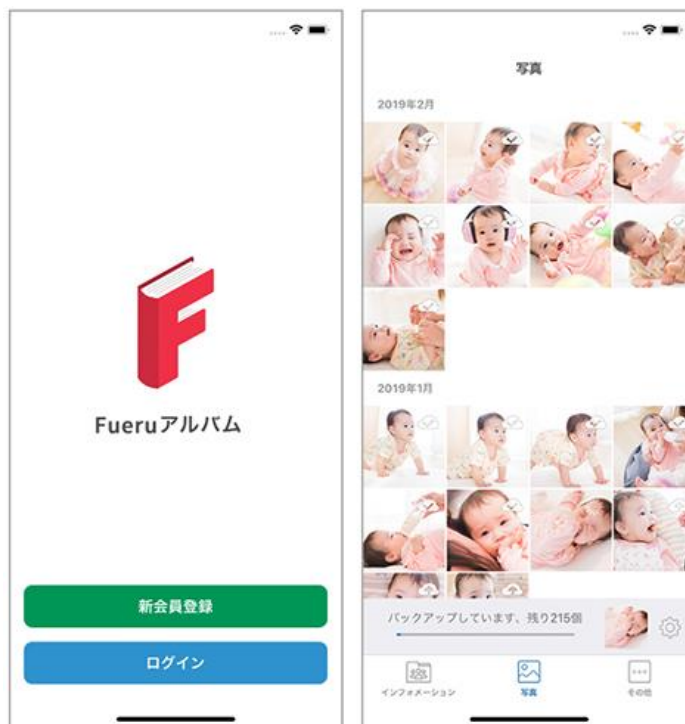 Fueruアルバム
新会員登録
ログイン
写真
2019年2月
2019年1月
バックアップしています、残り215個
インフォメーション
写真
その他